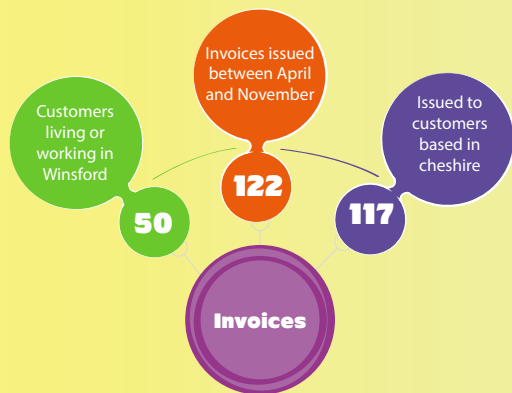 Customers
living or
working in
Winsford
50
Invoices issued
between April
and November
122
Issued to
customers
based in
cheshire
117
Invoices